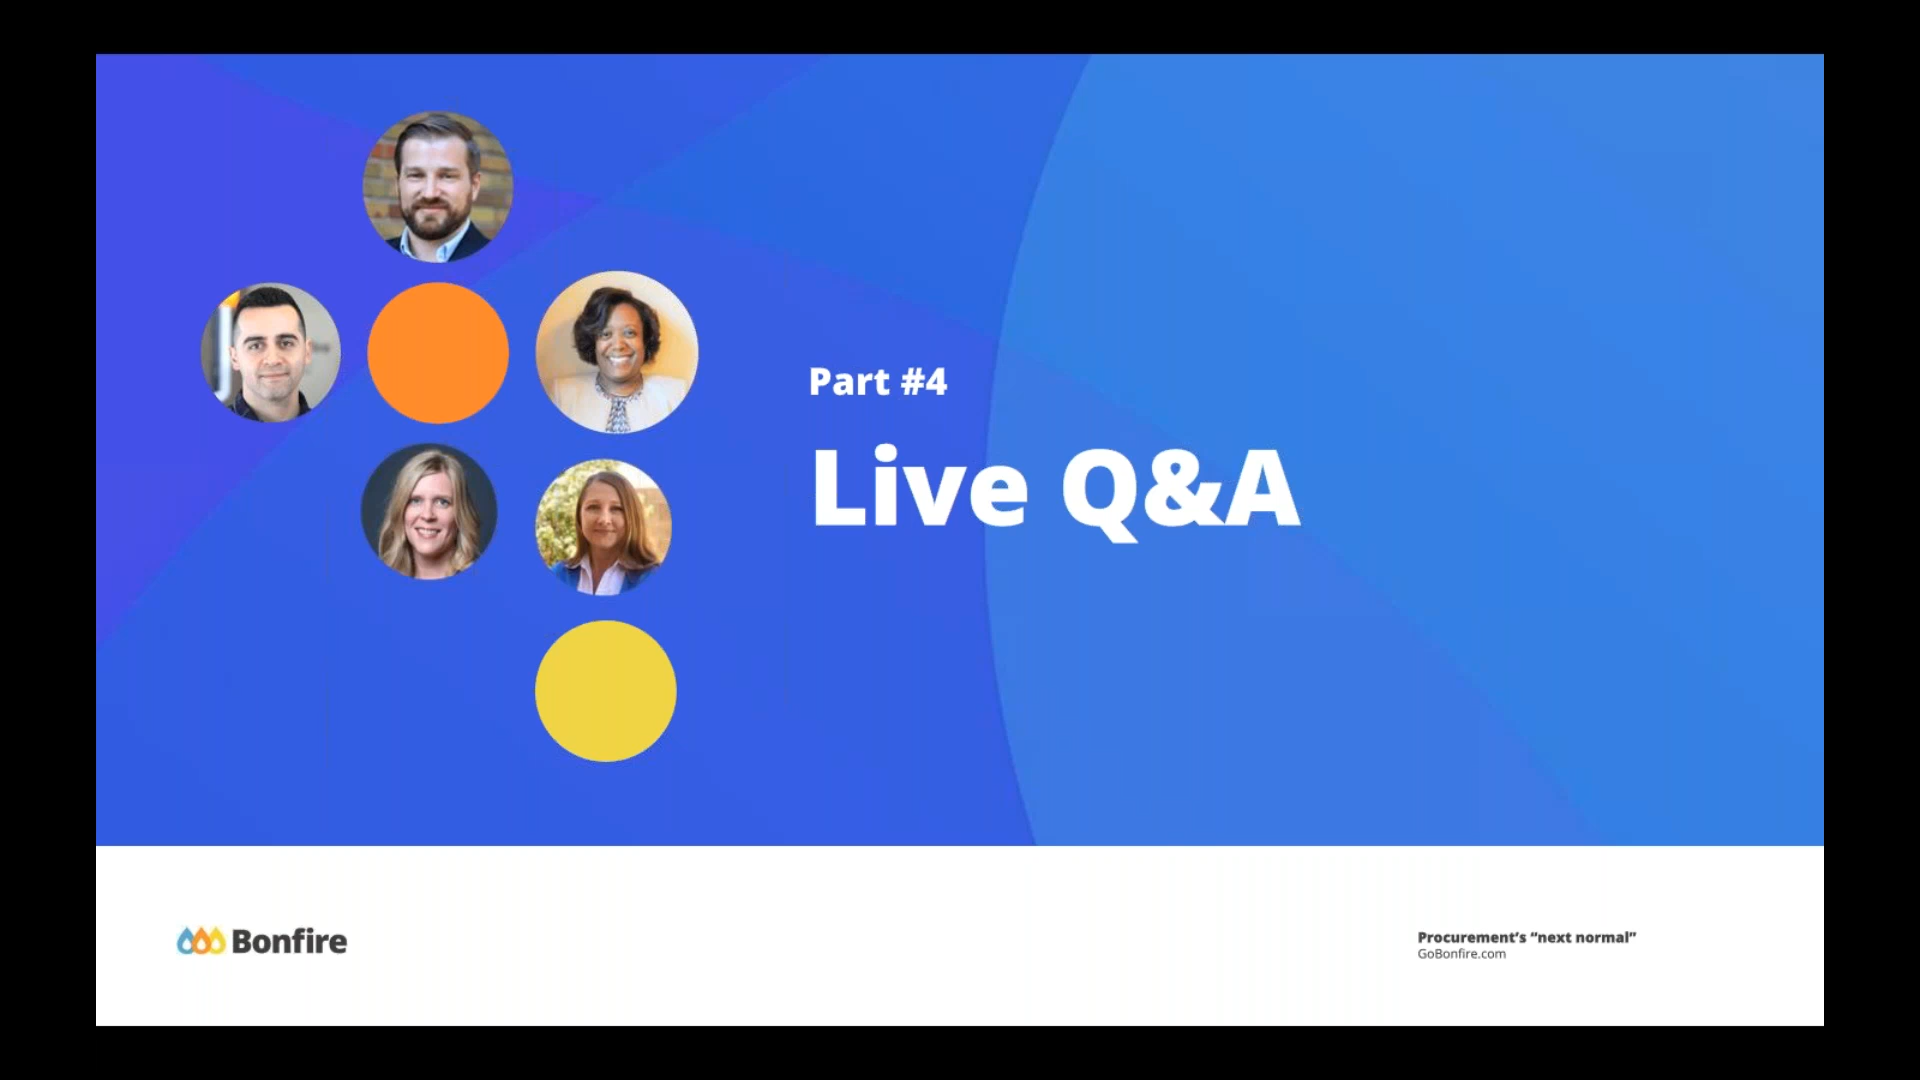 Part #4
Live Q&A
Bonfire
Procurement's “next normal”
GoBonfire.com